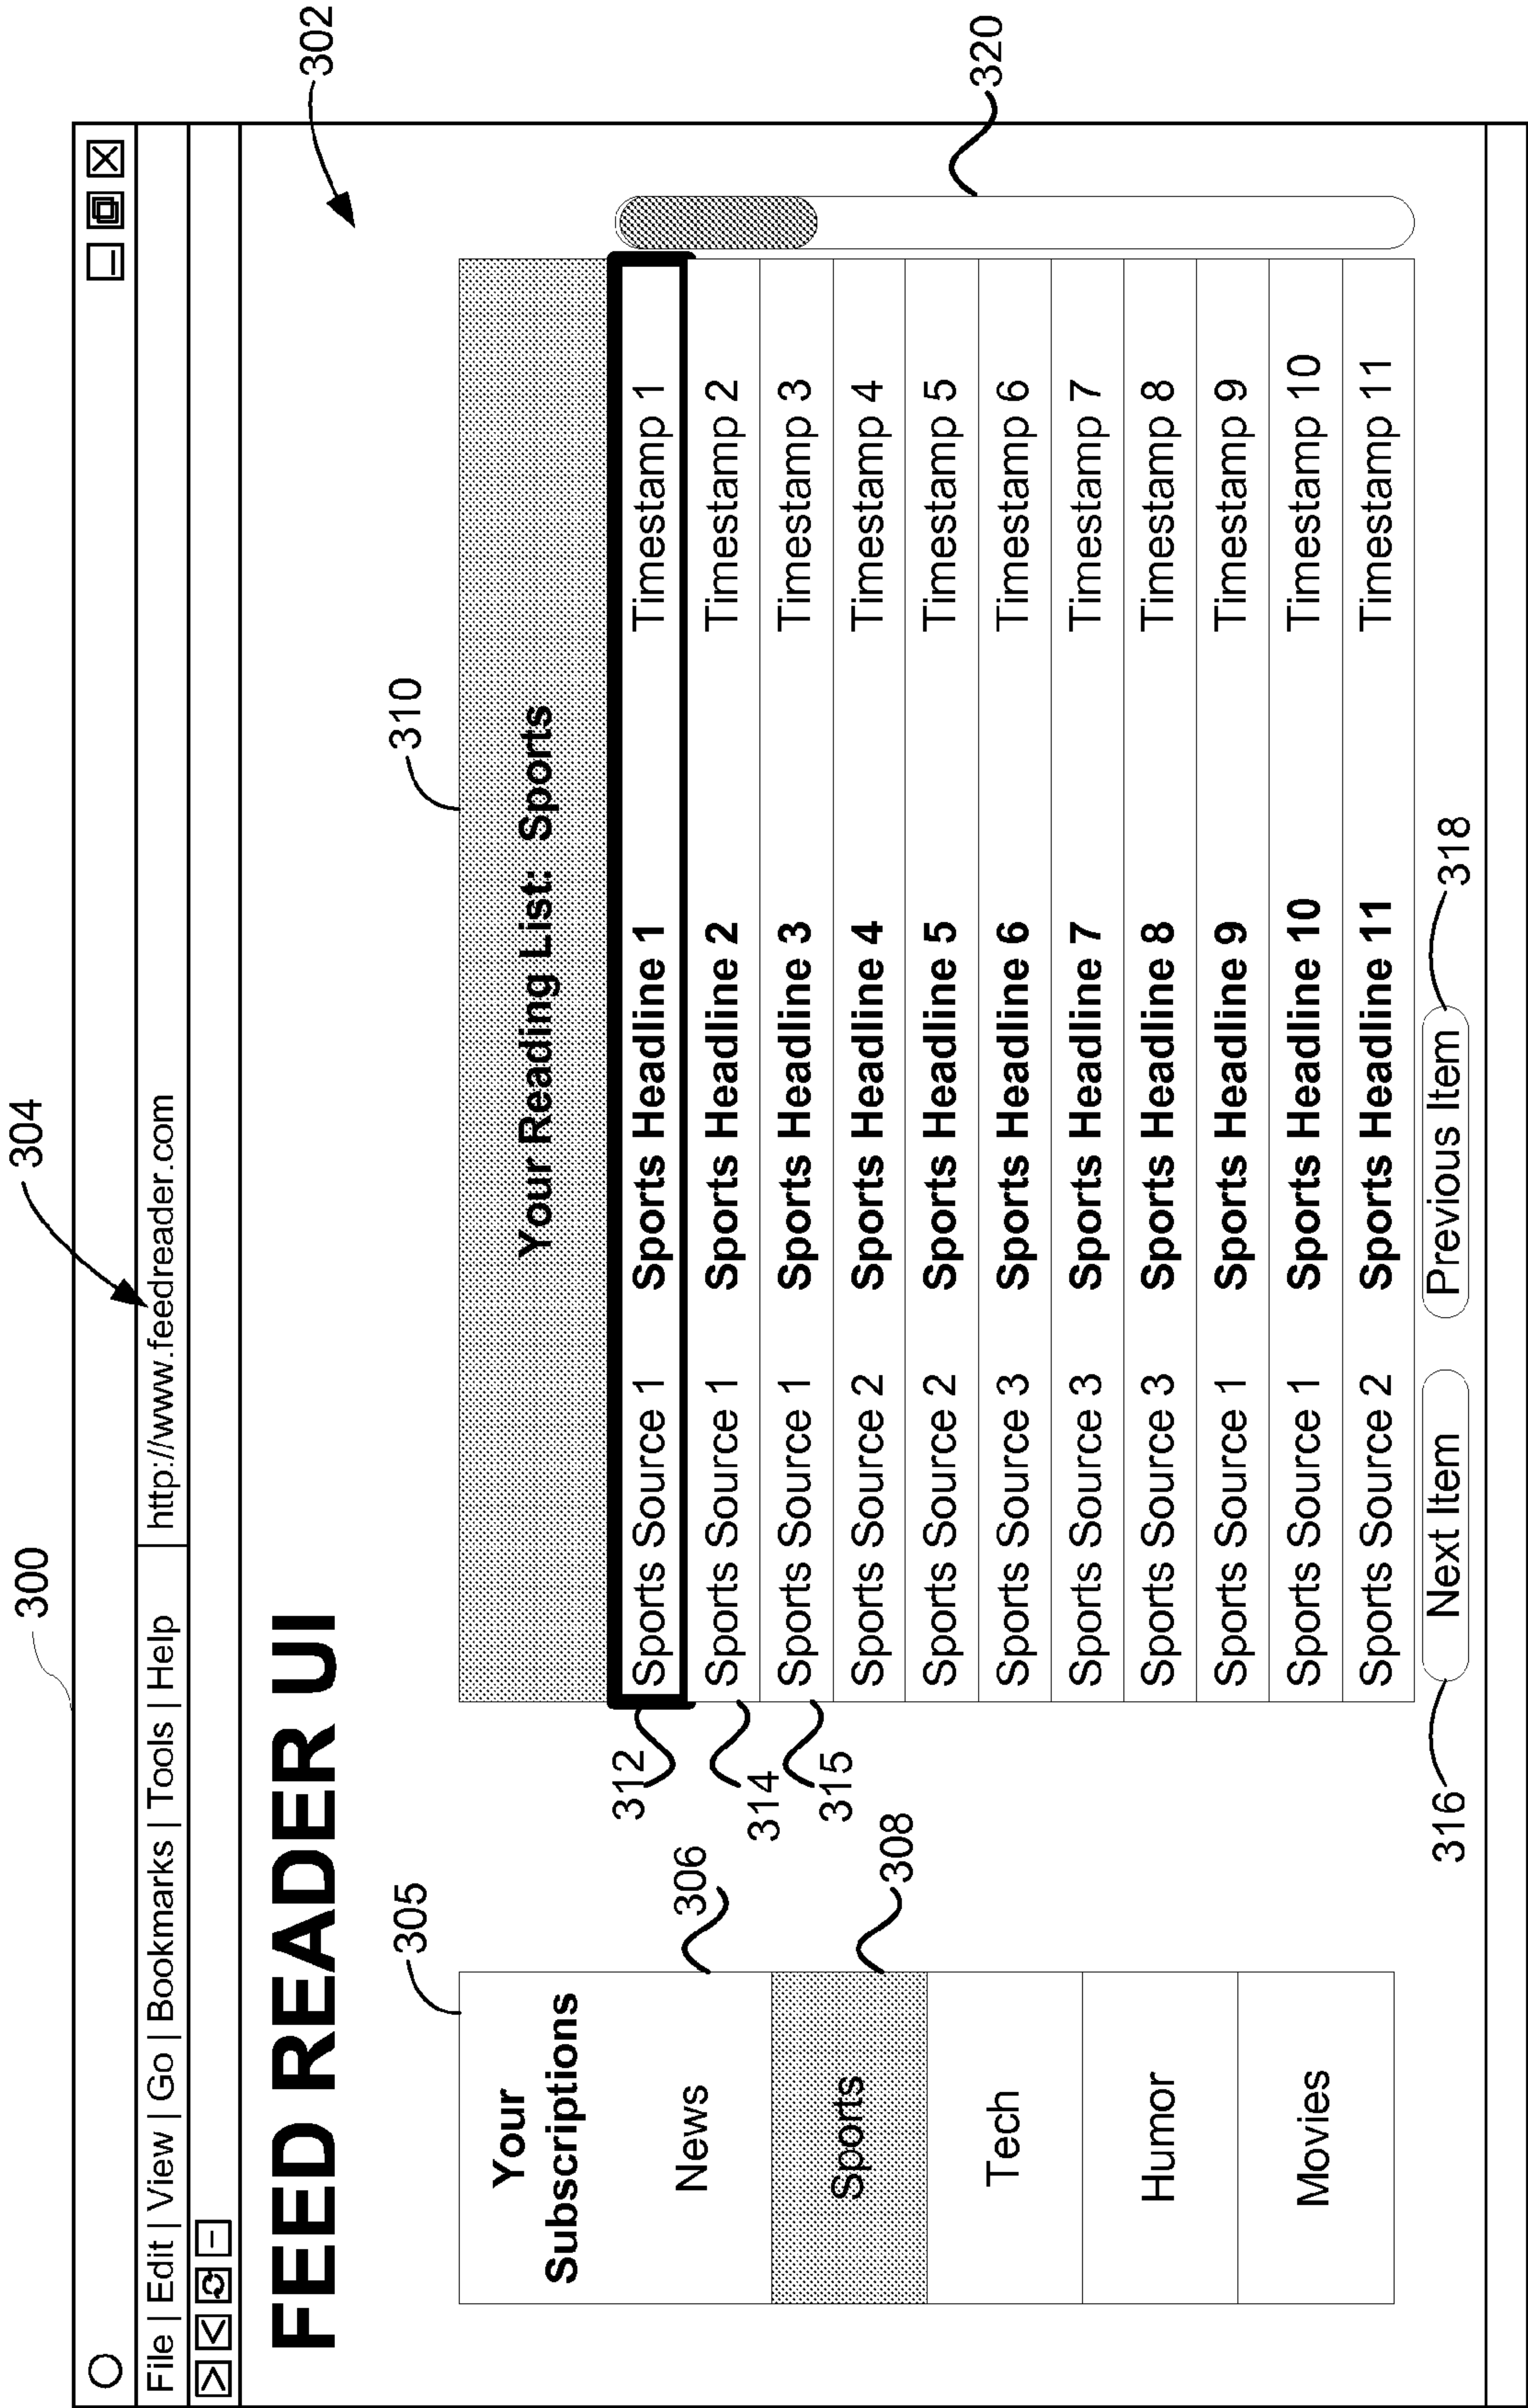 300
304
302
File | Edit | View | Go | Bookmarks | Tools | Help
http://www.feedreader.com
FEED READER UI
305
Your
Subscriptions
News
306
Sports
308
Tech
Humor
Movies
310
Your Reading List: Sports
312
Sports Source 1 Sports Headline 1 Timestamp 1
314
Sports Source 1 Sports Headline 2 Timestamp 2
315
Sports Source 1 Sports Headline 3 Timestamp 3
Sports Source 2 Sports Headline 4 Timestamp 4
Sports Source 2 Sports Headline 5 Timestamp 5
Sports Source 3 Sports Headline 6 Timestamp 6
Sports Source 3 Sports Headline 7 Timestamp 7
Sports Source 3 Sports Headline 8 Timestamp 8
Sports Source 1 Sports Headline 9 Timestamp 9
Sports Source 1 Sports Headline 10 Timestamp 10
Sports Source 2 Sports Headline 11 Timestamp 11
320
316
Next Item
Previous Item
318